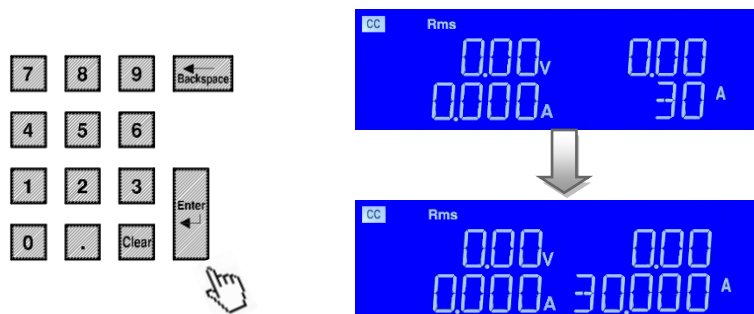 7 8 9 Backspace
4 5 6
1 2 3 Enter
0 . Clear
CC Rms
0.00V 0.00
0.000A 30 A
CC Rms
0.00V 0.00
0.000A 30.000 A